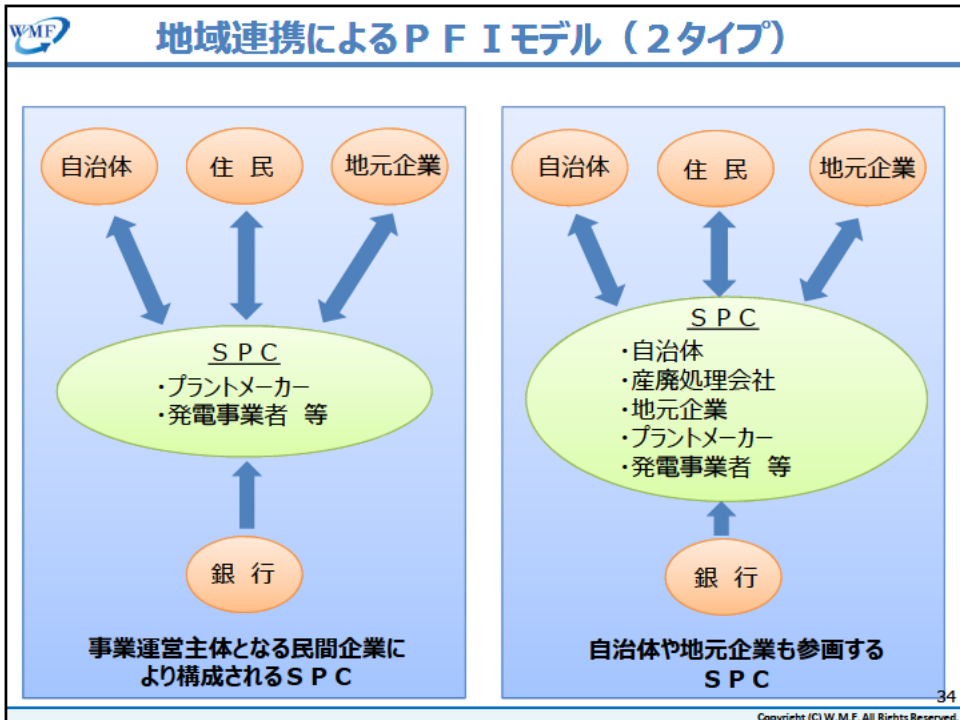 WMF
地域連携によるＰＦＩモデル（２タイプ）
自治体
住 民
地元企業
ＳＰＣ
・プラントメーカー
・発電事業者 等
銀 行
事業運営主体となる民間企業に
より構成されるＳＰＣ
自治体
住 民
地元企業
ＳＰＣ
・自治体
・産廃処理会社
・地元企業
・プラントメーカー
・発電事業者 等
銀 行
自治体や地元企業も参画する
ＳＰＣ
34
Copyright (C) W.M.F. All Rights Reserved.